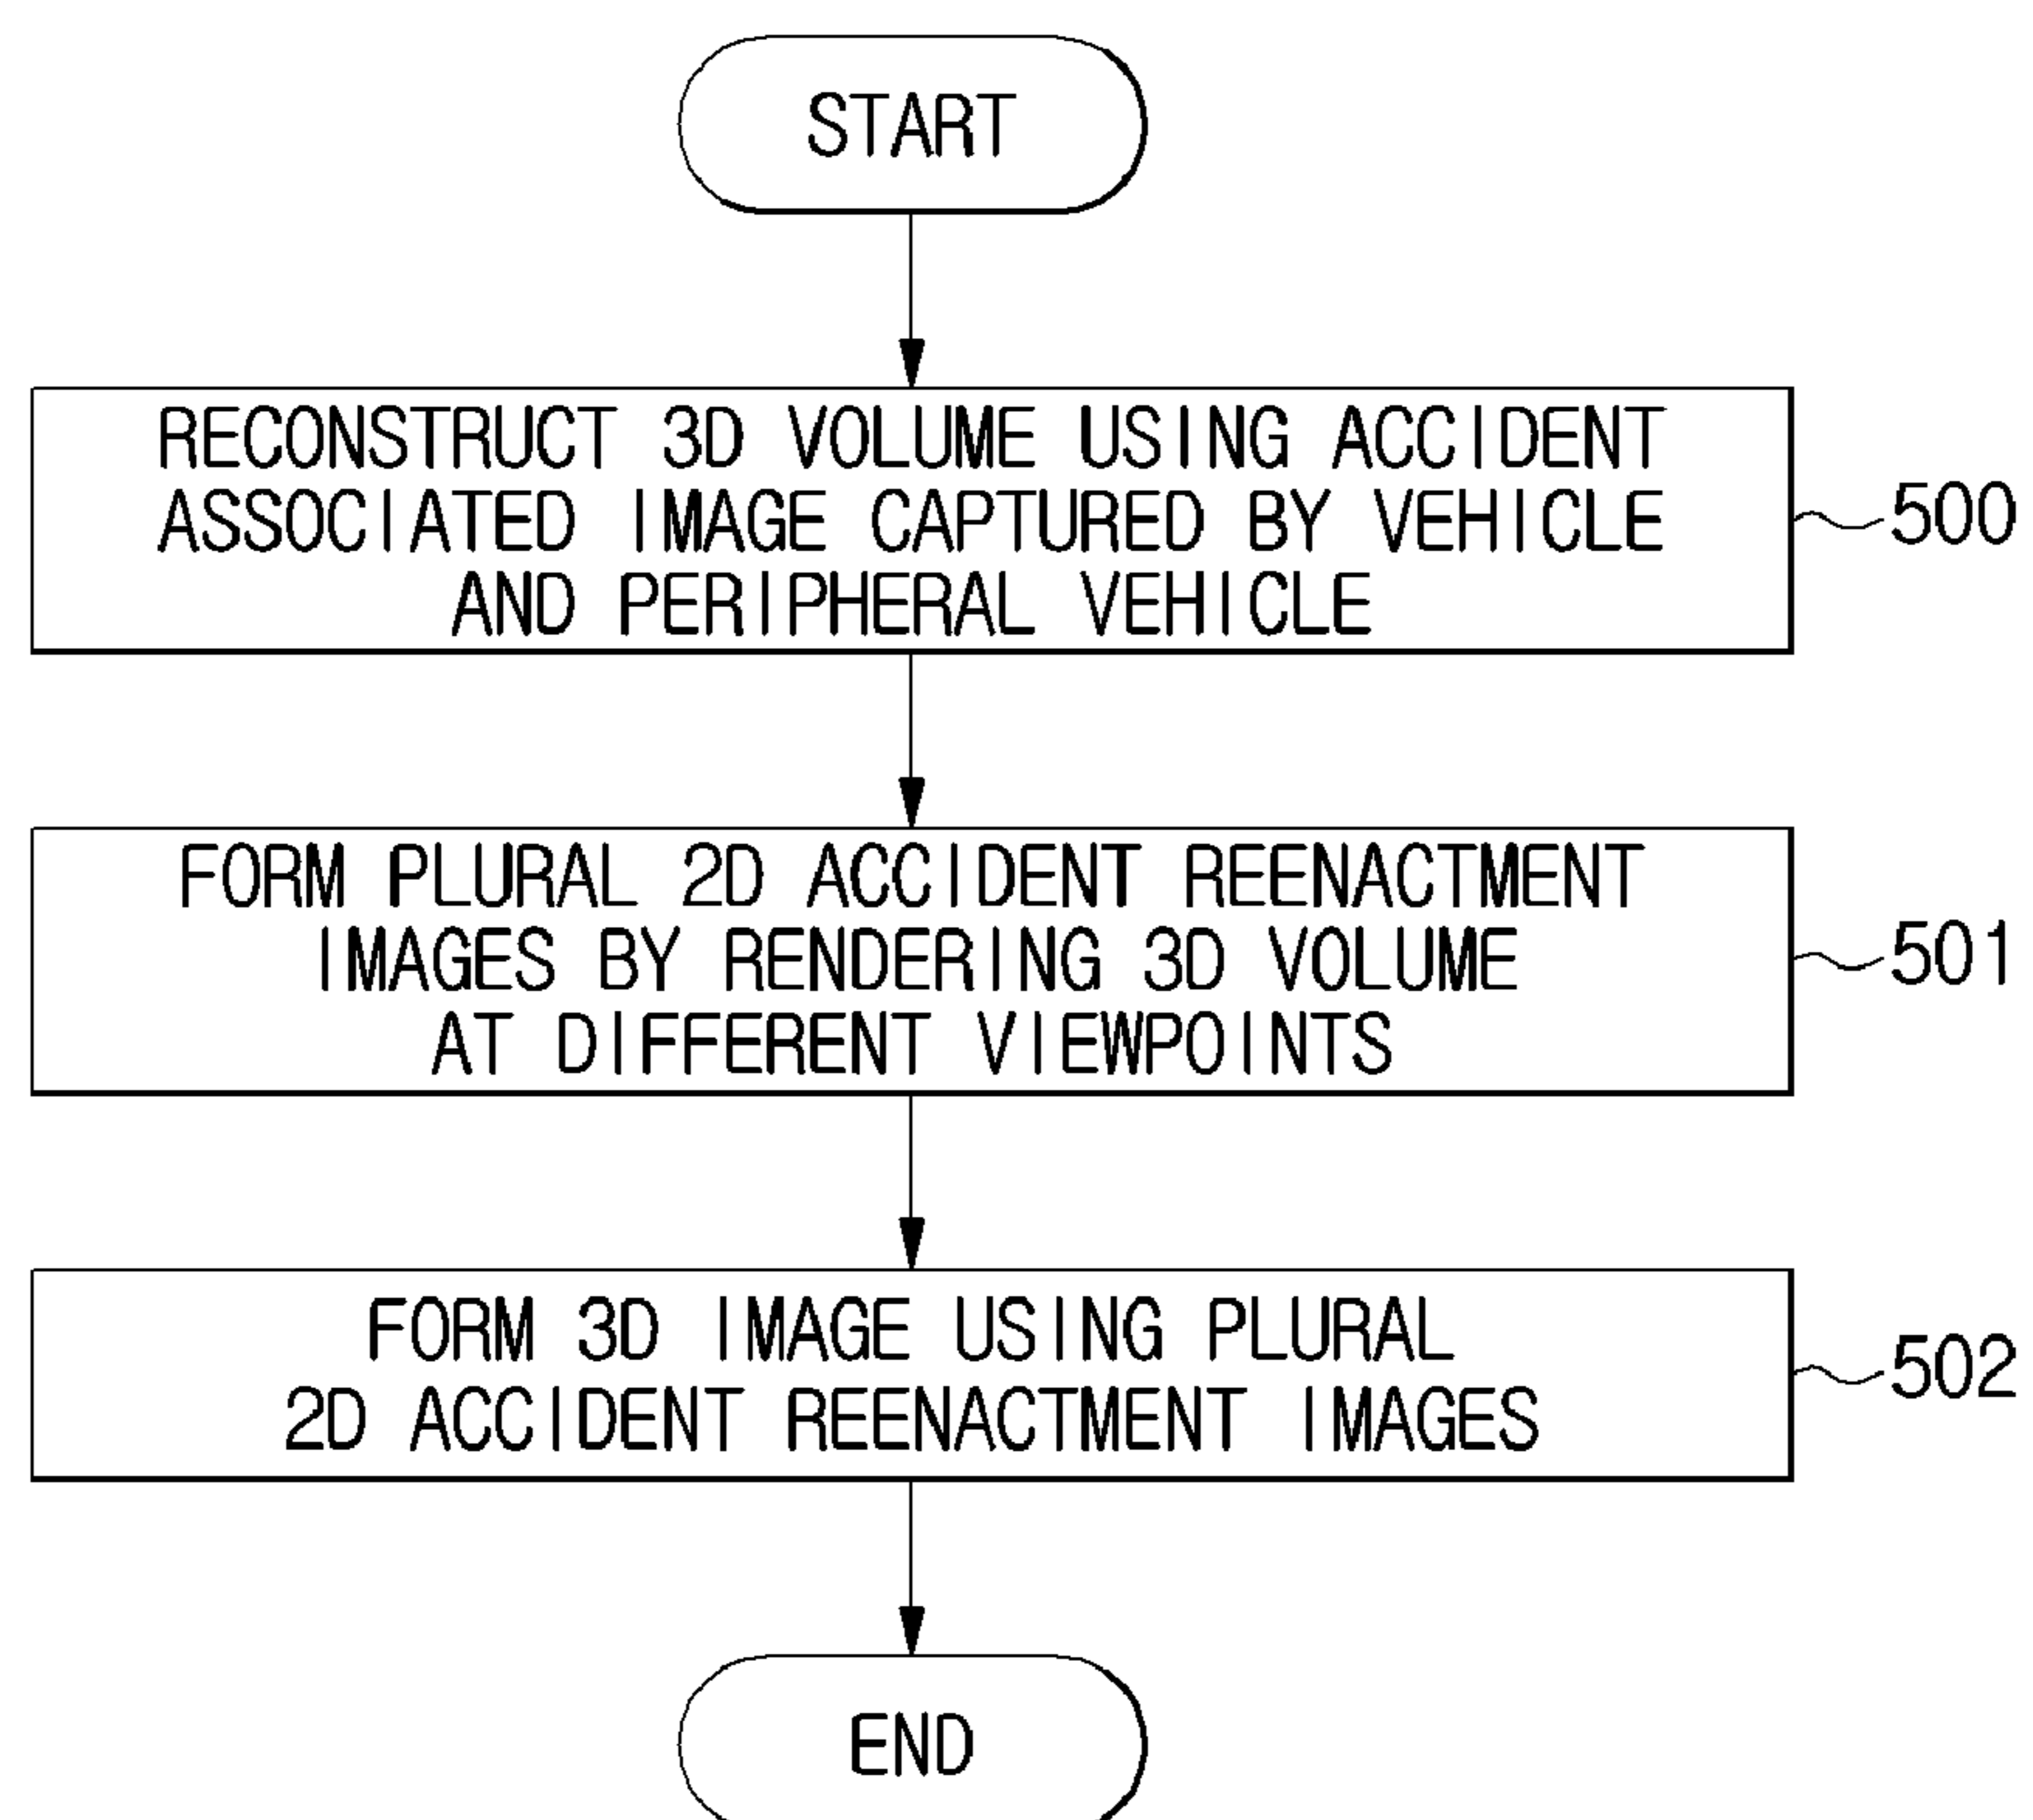 START
RECONSTRUCT 3D VOLUME USING ACCIDENT
ASSOCIATED IMAGE CAPTURED BY VEHICLE
AND PERIPHERAL VEHICLE
500
FORM PLURAL 2D ACCIDENT REENACTMENT
IMAGES BY RENDERING 3D VOLUME
AT DIFFERENT VIEWPOINTS
501
FORM 3D IMAGE USING PLURAL
2D ACCIDENT REENACTMENT IMAGES
502
END